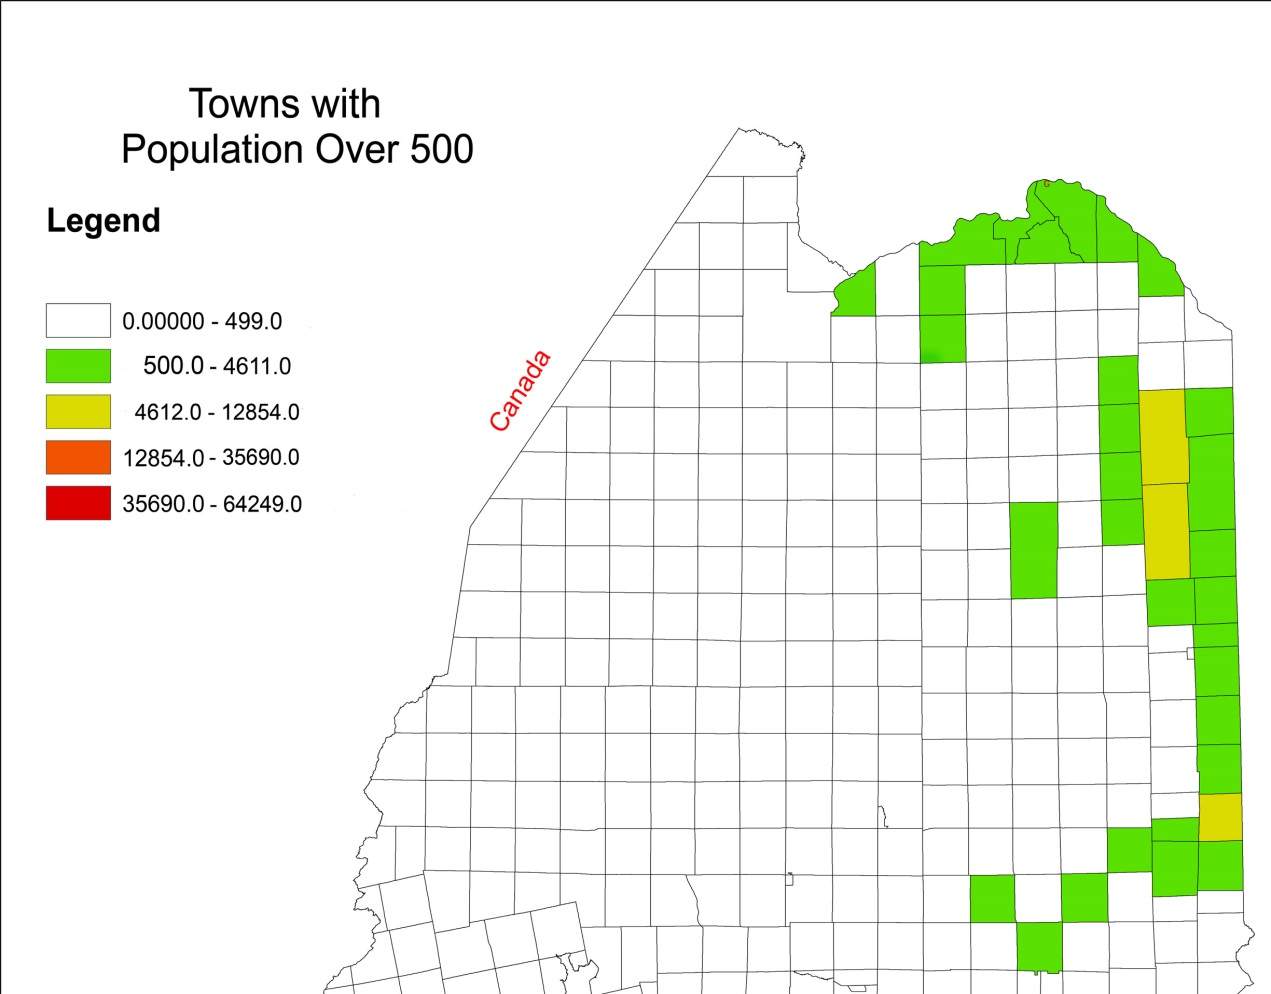 Towns with
Population Over 500
Legend
0.00000 - 499.0
500.0 - 4611.0
4612.0 - 12854.0
12854.0 - 35690.0
35690.0 - 64249.0
Canada